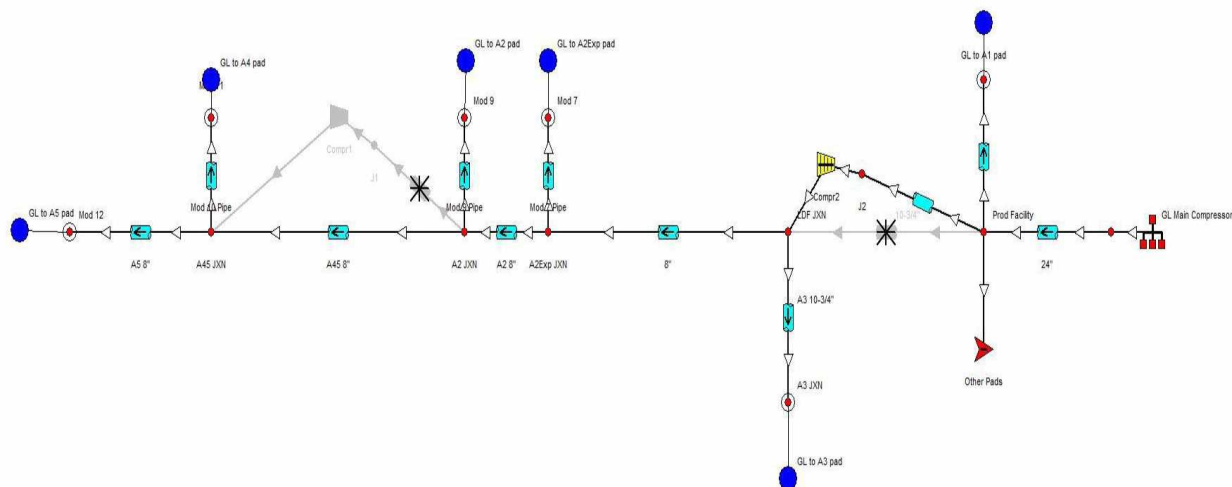 GL to A2 pad
GL to A2Exp pad
GL to A4 pad
GL to A1 pad
Mod 9
Mod 7
Compr1
J1
Compr2
J2
10-3/4"
Prod Facility
GL Main Compressor
GL to A5 pad
Mod 12
A5 8"
A45 JXN
A45 8"
A2 JXN
A2 8"
A2Exp JXN
8"
24"
A3 10-3/4"
A3 JXN
Other Pads
GL to A3 pad